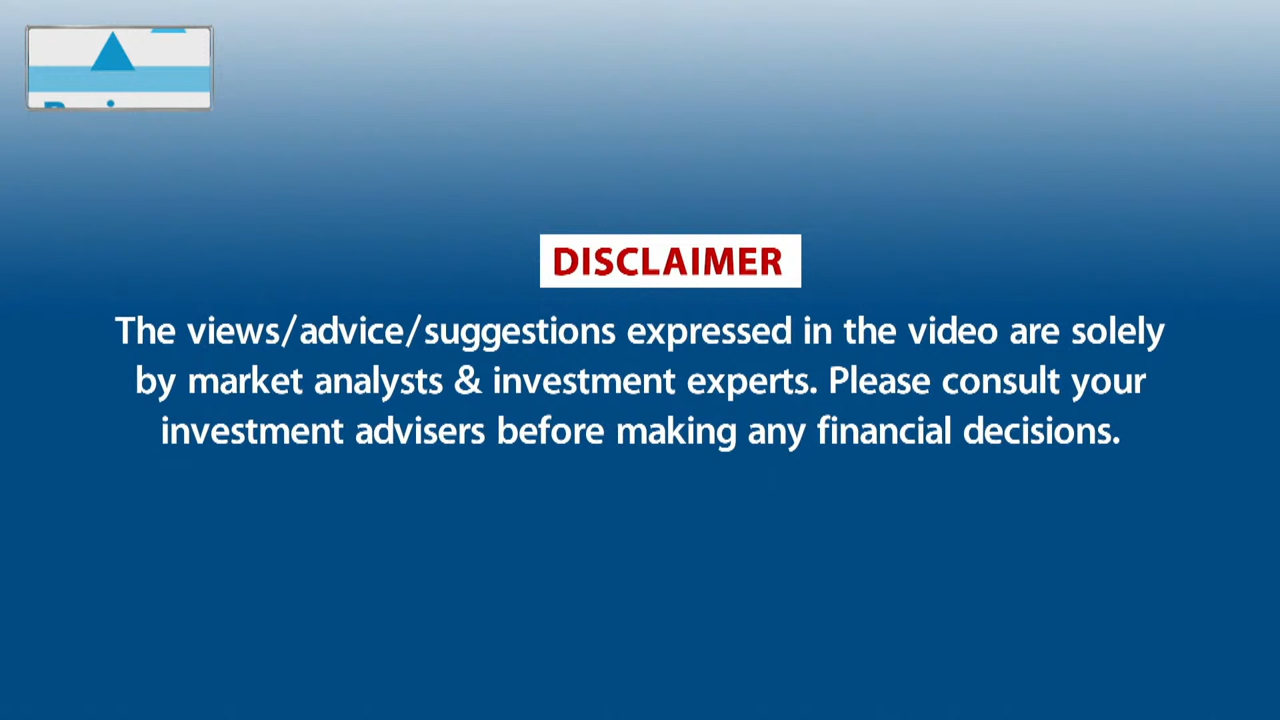 DISCLAIMER
The views/advice/suggestions expressed in the video are solely
by market analysts & investment experts. Please consult your
investment advisers before making any financial decisions.